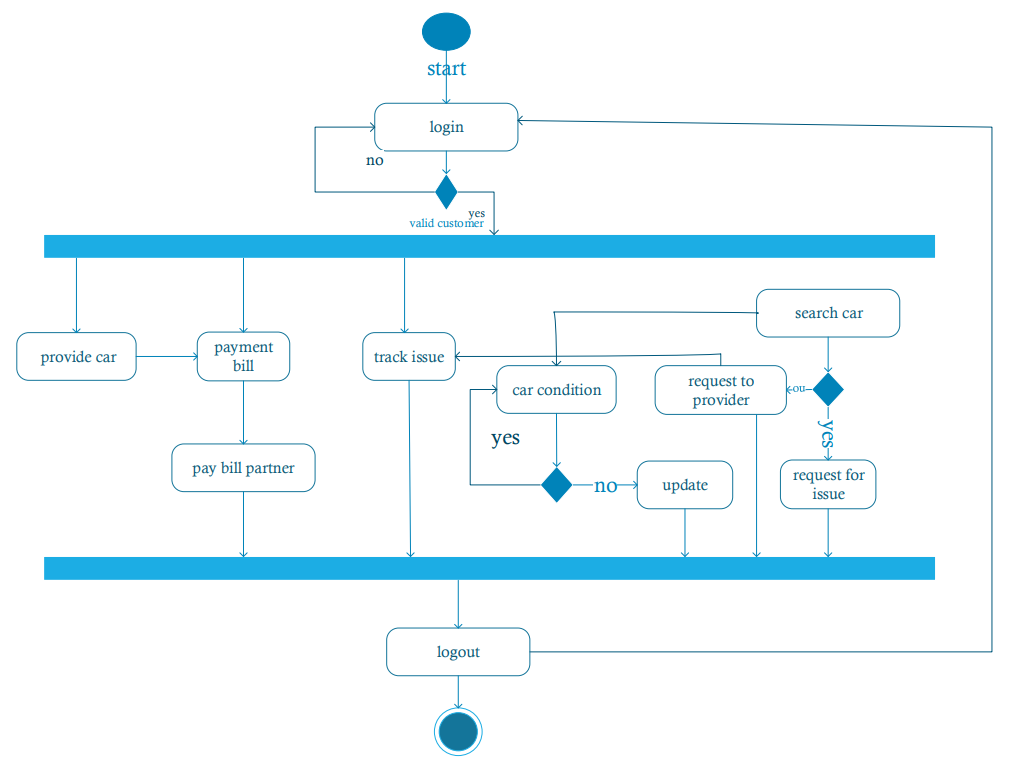 start
login
no
yes
valid customer
search car
provide car
payment
bill
track issue
car condition
request to
provider
ou
yes
yes
pay bill partner
no
update
request for
issue
logout